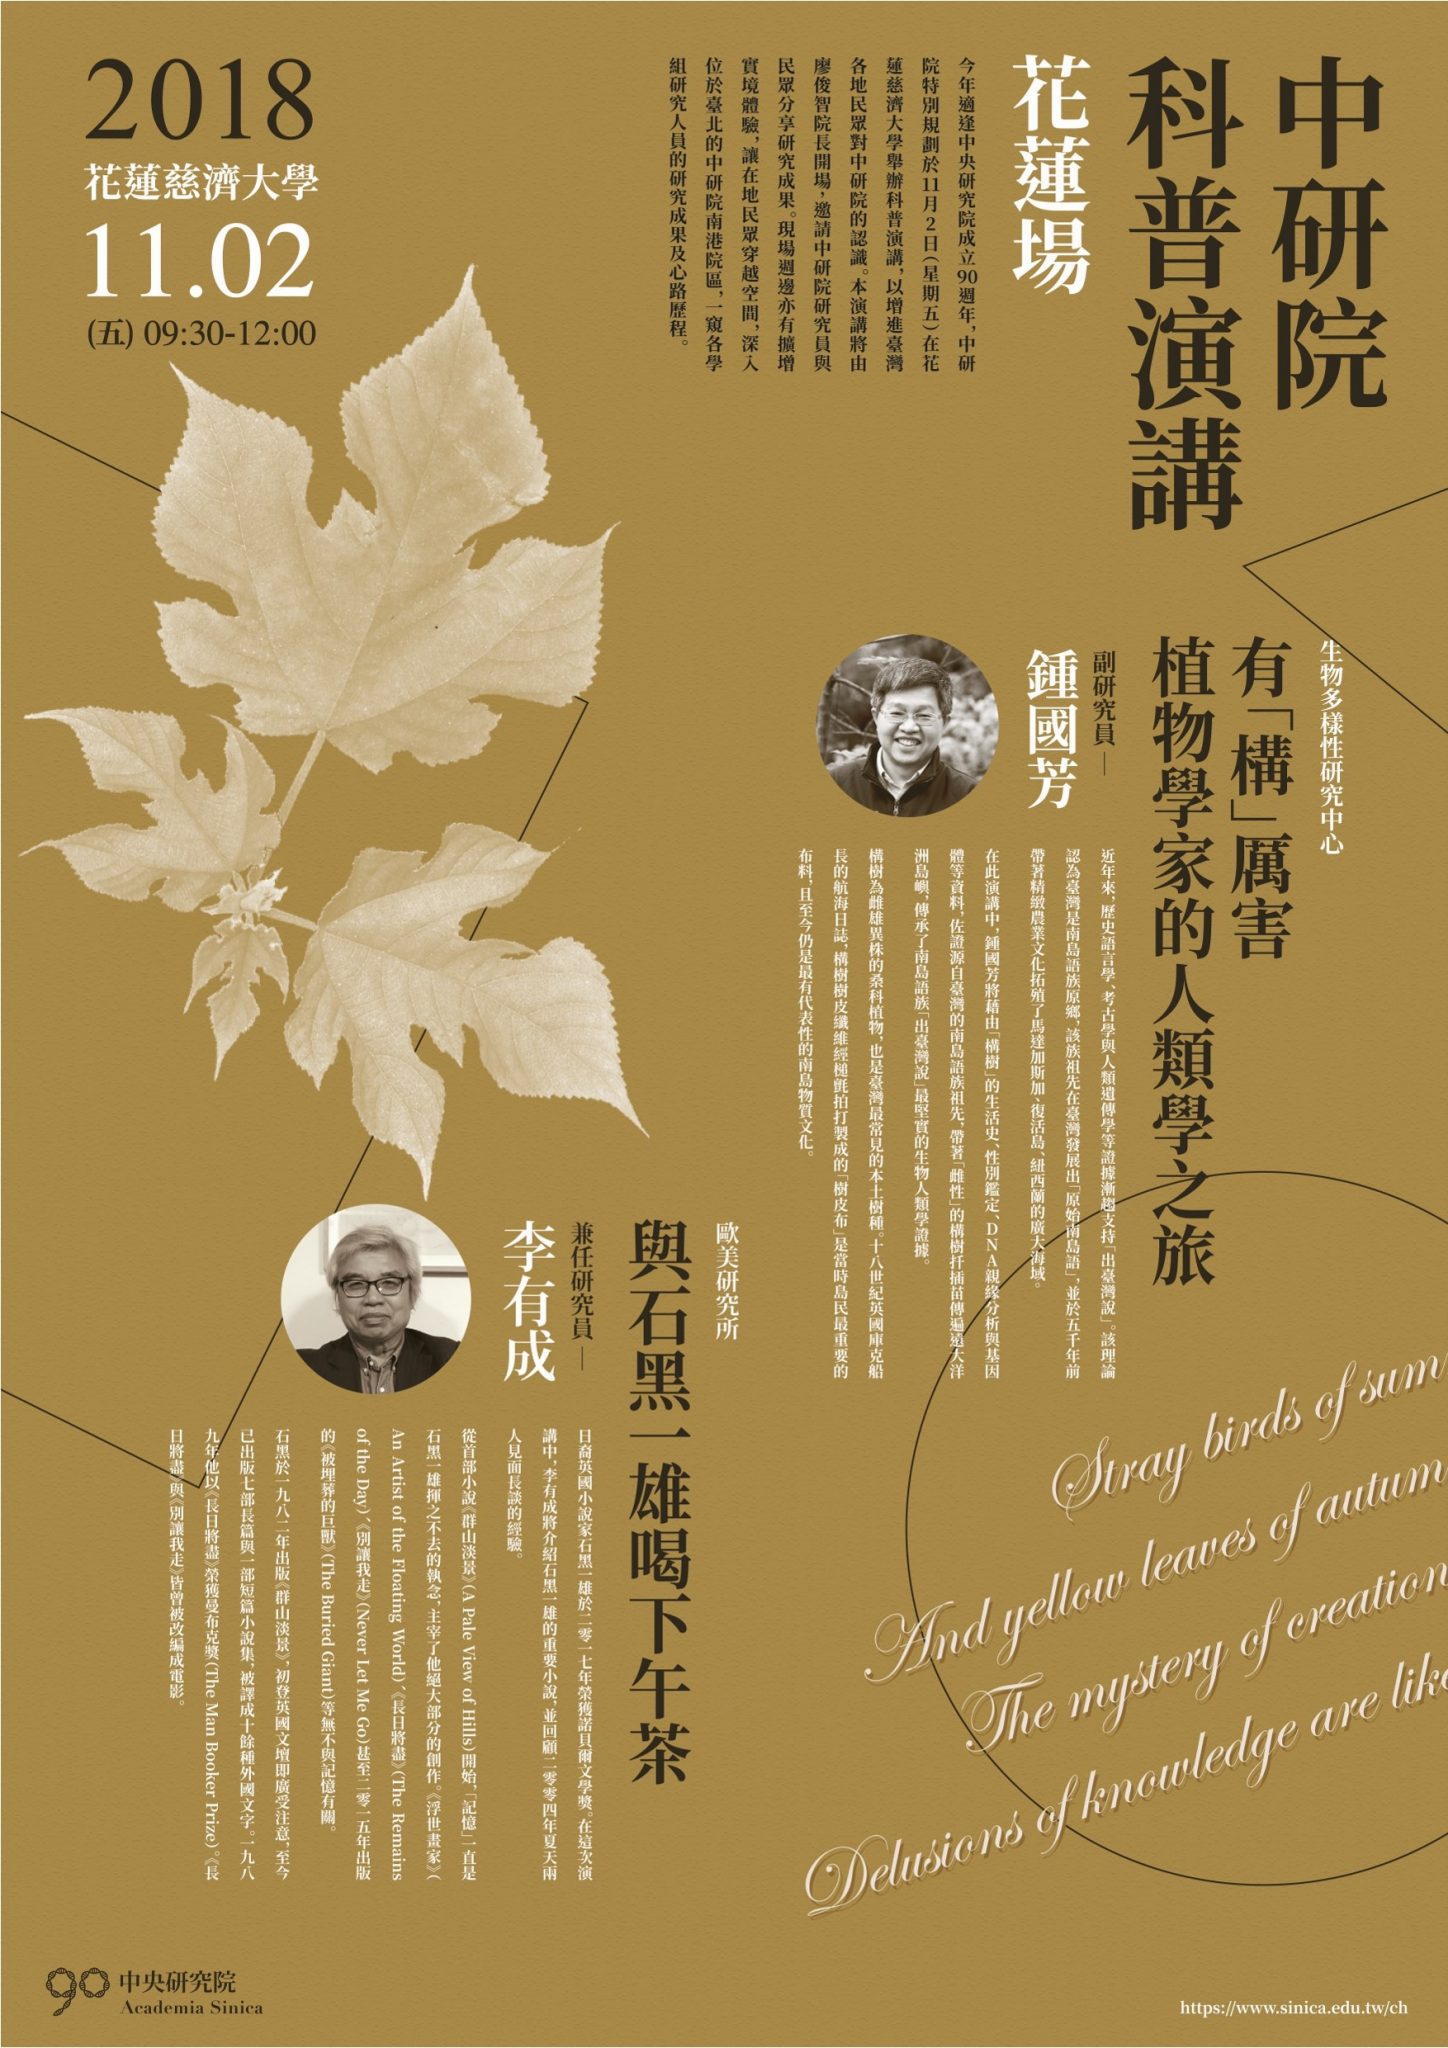 中研院
科普演講
花蓮場
今年適逢中央研究院成立90週年，中研
院特別規劃於11月2日（星期五）在花
蓮慈濟大學舉辦科普演講，以增進臺灣
各地民眾對中研院的認識。本演講將由
廖俊智院長開場，邀請中研院研究員與
民眾分享研究成果。現場週邊亦有擴增
實境體驗，讓在地民眾穿越空間，深入
位於臺北的中研院南港院區，一窺各學
組研究人員的研究成果及心路歷程。
2018
花蓮慈濟大學
11.02
(五) 09:30-12:00
生物多樣性研究中心
有「構」厲害
植物學家的人類學之旅
副研究員—
鍾國芳
近年來，歷史語言學、考古學與人類遺傳學等證據漸趨支持「出臺灣說」。該理論
認為臺灣是南島語族原鄉，該族祖先在臺灣發展出「原始南島語」，並於五千年前
帶著精緻農業文化拓殖了馬達加斯加、復活島、紐西蘭的廣大海域。
在此演講中，鍾國芳將藉由「構樹」的生活史、性別鑑定、DNA親緣分析與基因
體等資料，佐證源自臺灣的南島語族祖先，帶著「雌性」的構樹扦插苗傳遍遠大洋
洲島嶼，傳承了南島語族「出臺灣說」最堅實的生物人類學證據。
構樹為雌雄異株的桑科植物，也是臺灣最常見的本土樹種。十八世紀英國庫克船
長的航海日誌，構樹樹皮纖維經槌氈拍打製成的「樹皮布」是當時島民最重要的
布料，且至今仍是最有代表性的南島物質文化。
歐美研究所
與石黑一雄喝下午茶
兼任研究員—
李有成
日裔英國小說家石黑一雄於二零一七年榮獲諾貝爾文學獎。在這次演
講中，李有成將介紹石黑一雄的重要小說，並回顧二零零四年夏天兩
人見面長談的經驗。
從首部小說《群山淡景》(A Pale View of Hills)開始，「記憶」一直是
石黑一雄揮之不去的執念，主宰了他絕大部分的創作。《浮世畫家》(
An Artist of the Floating World)、《長日將盡》(The Remains
of the Day)、《別讓我走》(Never Let Me Go)甚至二零一五年出版
的《被埋葬的巨獸》(The Buried Giant)等無不與記憶有關。
石黑於一九八二年出版《群山淡景》，初登英國文壇即廣受注意，至今
已出版七部長篇與一部短篇小說集，被譯成十餘種外國文字。一九八
九年他以《長日將盡》榮獲曼布克獎(The Man Booker Prize)。《長
日將盡》與《別讓我走》皆曾被改編成電影。
Stray birds of sum
And yellow leaves of autum
The mystery of creation
Delusions of knowledge are like
90 中央研究院
Academia Sinica
https://www.sinica.edu.tw/ch